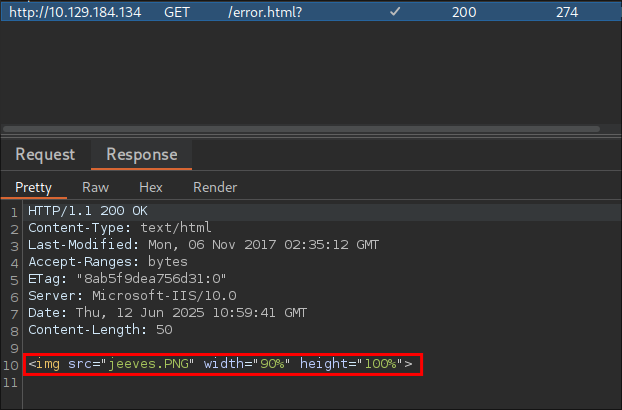 http://10.129.184.134 GET /error.html? ✓ 200 274
Request Response
Pretty Raw Hex Render
1 HTTP/1.1 200 OK
2 Content-Type: text/html
3 Last-Modified: Mon, 06 Nov 2017 02:35:12 GMT
4 Accept-Ranges: bytes
5 ETag: "8ab5f9dea756d31:0"
6 Server: Microsoft-IIS/10.0
7 Date: Thu, 12 Jun 2025 10:59:41 GMT
8 Content-Length: 50
9
10 <img src="jeeves.PNG" width="90%" height="100%">
11